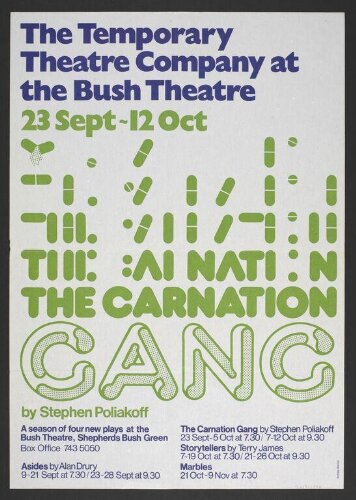 The Temporary
Theatre Company at
the Bush Theatre
23 Sept-12 Oct
THE CARNATION
GANG
by Stephen Poliakoff
A season of four new plays at the
Bush Theatre, Shepherds Bush Green
Box Office 743 5050
Asides by Alan Drury
9-21 Sept at 7.30/23-28 Sept at 9.30
The Carnation Gang by Stephen Poliakoff
23 Sept-5 Oct at 7.30/7-12 Oct at 9.30
Storytellers by Terry James
7-19 Oct at 7.30/21-26 Oct at 9.30
Marbles
21 Oct-9 Nov at 7.30